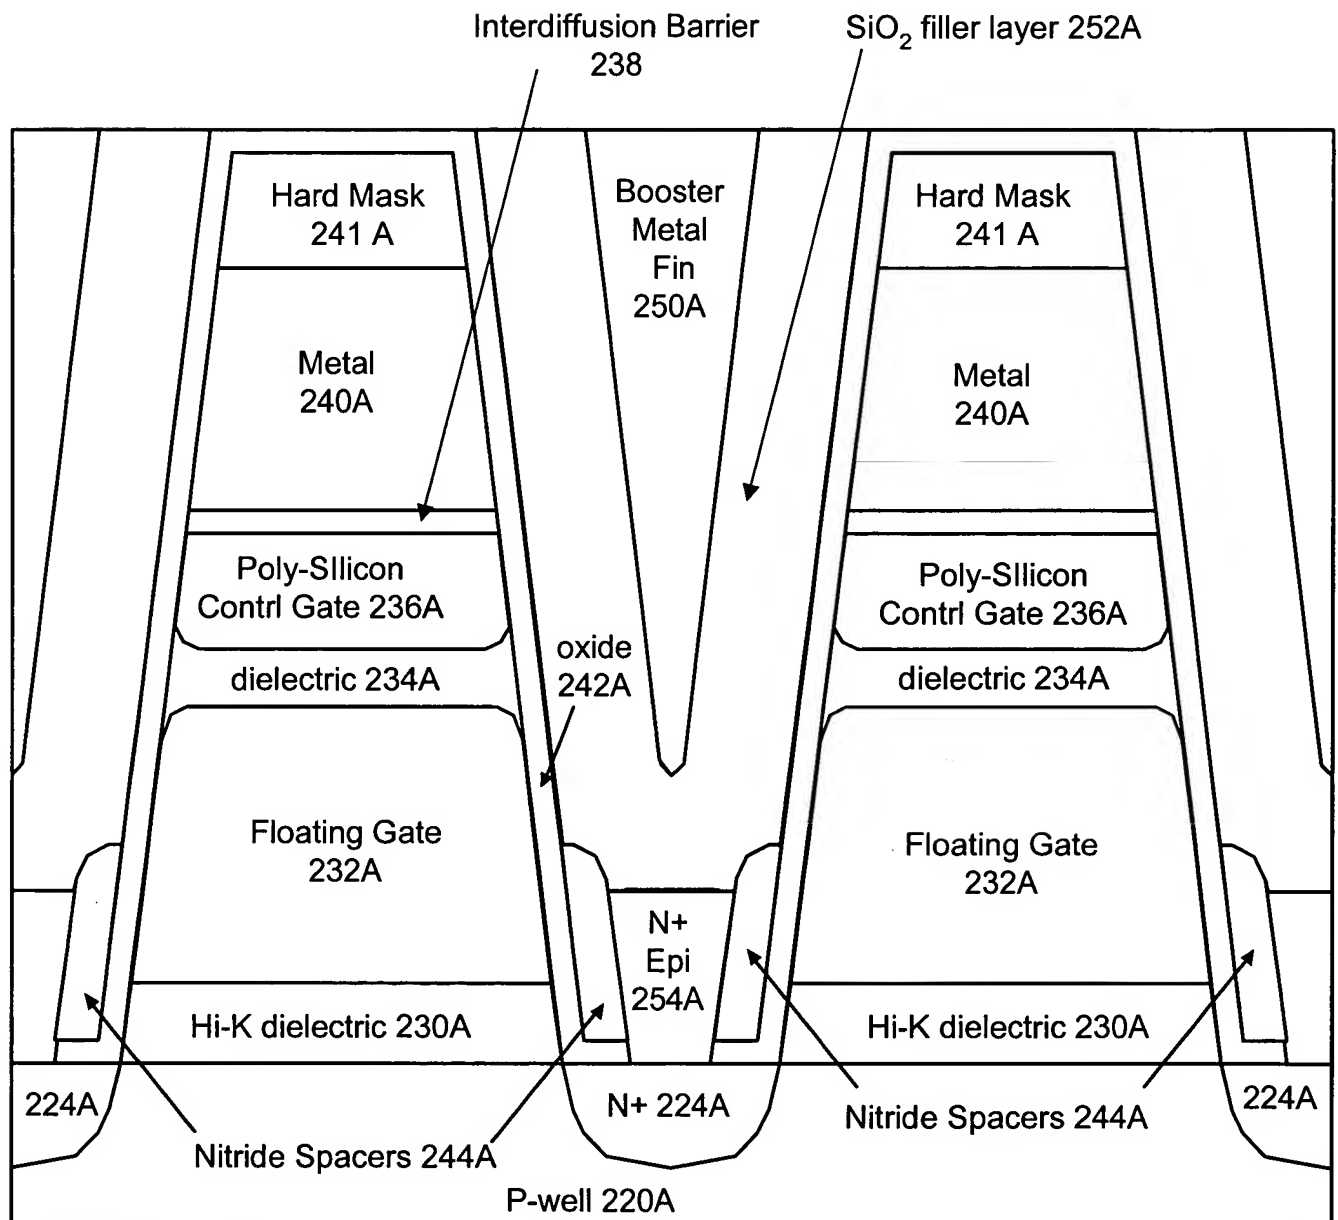 Interdiffusion Barrier
238
SiO₂ filler layer 252A
Hard Mask
241 A
Booster
Metal
Fin
250A
Hard Mask
241 A
Metal
240A
Metal
240A
Poly-SIlicon
Contrl Gate 236A
Poly-SIlicon
Contrl Gate 236A
oxide
242A
dielectric 234A
dielectric 234A
Floating Gate
232A
Floating Gate
232A
N+
Epi
254A
Hi-K dielectric 230A
Hi-K dielectric 230A
224A
N+ 224A
224A
Nitride Spacers 244A
Nitride Spacers 244A
P-well 220A